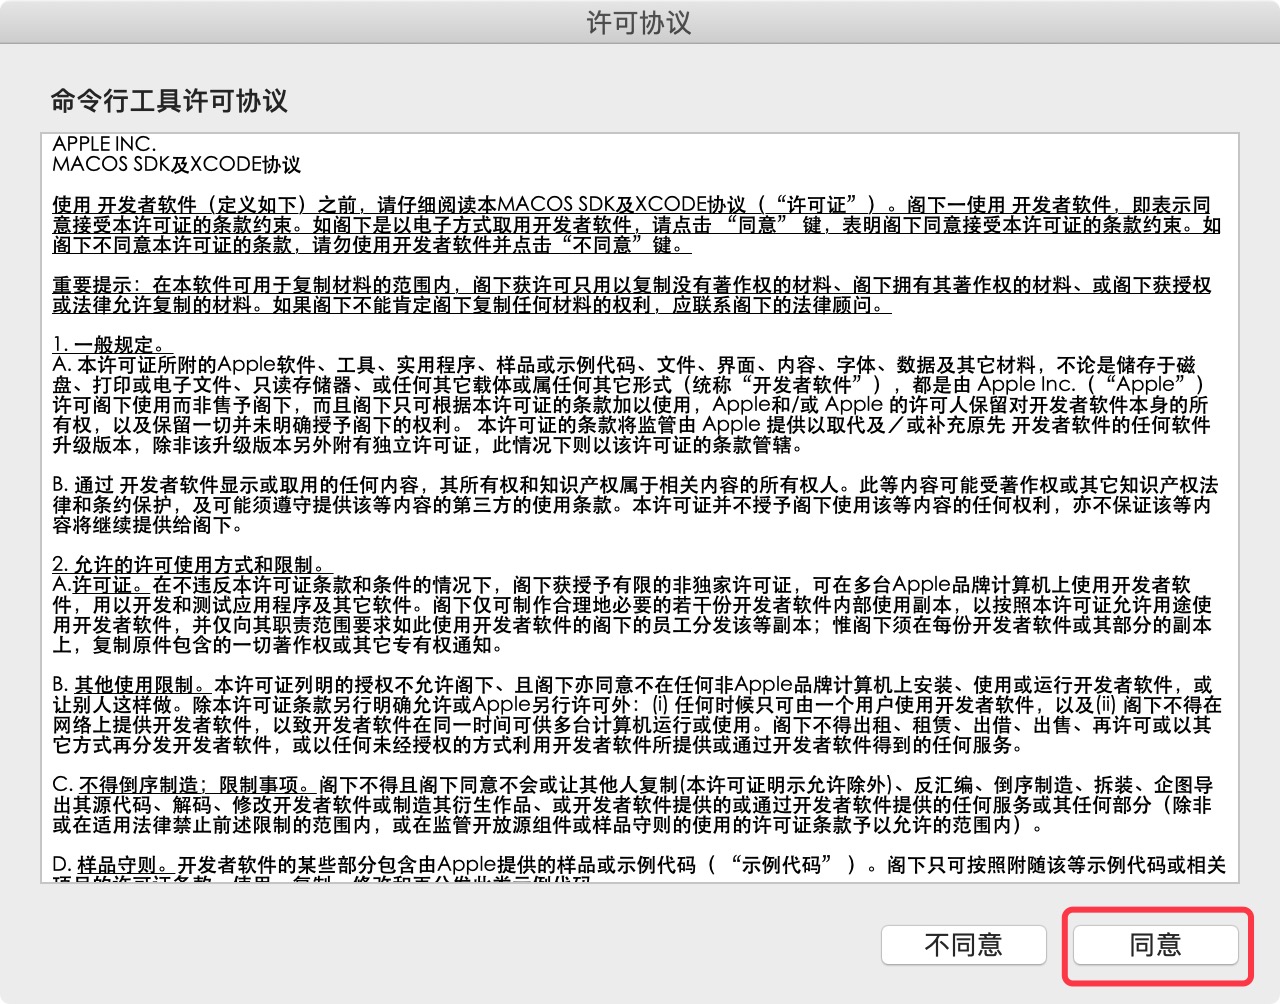 许可协议
命令行工具许可协议
APPLE INC.
MACOS SDK及XCODE协议
使用 开发者软件（定义如下）之前，请仔细阅读本MACOS SDK及XCODE协议（“许可证”）。阁下一使用 开发者软件，即表示同
意接受本许可证的条款约束。如阁下是以电子方式取用开发者软件，请点击 “同意” 键，表明阁下同意接受本许可证的条款约束。如
阁下不同意本许可证的条款，请勿使用开发者软件并点击“不同意”键。
重要提示：在本软件可用于复制材料的范围内，阁下获许可只用以复制没有著作权的材料、阁下拥有其著作权的材料、或阁下获授权
或法律允许复制的材料。如果阁下不能肯定阁下复制任何材料的权利，应联系阁下的法律顾问。
1. 一般规定。
A. 本许可证所附的Apple软件、工具、实用程序、样品或示例代码、文件、界面、内容、字体、数据及其它材料，不论是储存于磁
盘、打印或电子文件、只读存储器、或任何其它载体或属任何其它形式（统称“开发者软件”），都是由 Apple Inc.（“Apple”）
许可阁下使用而非售予阁下，而且阁下只可根据本许可证的条款加以使用，Apple和/或 Apple 的许可人保留对开发者软件本身的所
有权，以及保留一切并未明确授予阁下的权利。 本许可证的条款将监管由 Apple 提供以取代及／或补充原先 开发者软件的任何软件
升级版本，除非该升级版本另外附有独立许可证，此情况下则以该许可证的条款管辖。
B. 通过 开发者软件显示或取用的任何内容，其所有权和知识产权属于相关内容的所有权人。此等内容可能受著作权或其它知识产权法
律和条约保护，及可能须遵守提供该等内容的第三方的使用条款。本许可证并不授予阁下使用该等内容的任何权利，亦不保证该等内
容将继续提供给阁下。
2. 允许的许可使用方式和限制。
A.许可证。在不违反本许可证条款和条件的情况下，阁下获授予有限的非独家许可证，可在多台Apple品牌计算机上使用开发者软
件，用以开发和测试应用程序及其它软件。阁下仅可制作合理地必要的若干份开发者软件内部使用副本，以按照本许可证允许用途使
用开发者软件，并仅向其职责范围要求如此使用开发者软件的阁下的员工分发该等副本；惟阁下须在每份开发者软件或其部分的副本
上，复制原件包含的一切著作权或其它专有权通知。
B. 其他使用限制。本许可证列明的授权不允许阁下、且阁下亦同意不在任何非Apple品牌计算机上安装、使用或运行开发者软件，或
让别人这样做。除本许可证条款另行明确允许或Apple另行许可外：(i) 任何时候只可由一个用户使用开发者软件，以及(ii) 阁下不得在
网络上提供开发者软件，以致开发者软件在同一时间可供多台计算机运行或使用。阁下不得出租、租赁、出借、出售、再许可或以其
它方式再分发开发者软件，或以任何未经授权的方式利用开发者软件所提供或通过开发者软件得到的任何服务。
C. 不得倒序制造；限制事项。阁下不得且阁下同意不会或让其他人复制(本许可证明示允许除外)、反汇编、倒序制造、拆装、企图导
出其源代码、解码、修改开发者软件或制造其衍生作品、或开发者软件提供的或通过开发者软件提供的任何服务或其任何部分（除非
或在适用法律禁止前述限制的范围内，或在监管开放源组件或样品守则的使用的许可证条款予以允许的范围内）。
D. 样品守则。开发者软件的某些部分包含由Apple提供的样品或示例代码（ “示例代码” ）。阁下只可按照附随该等示例代码或相关
不同意
同意